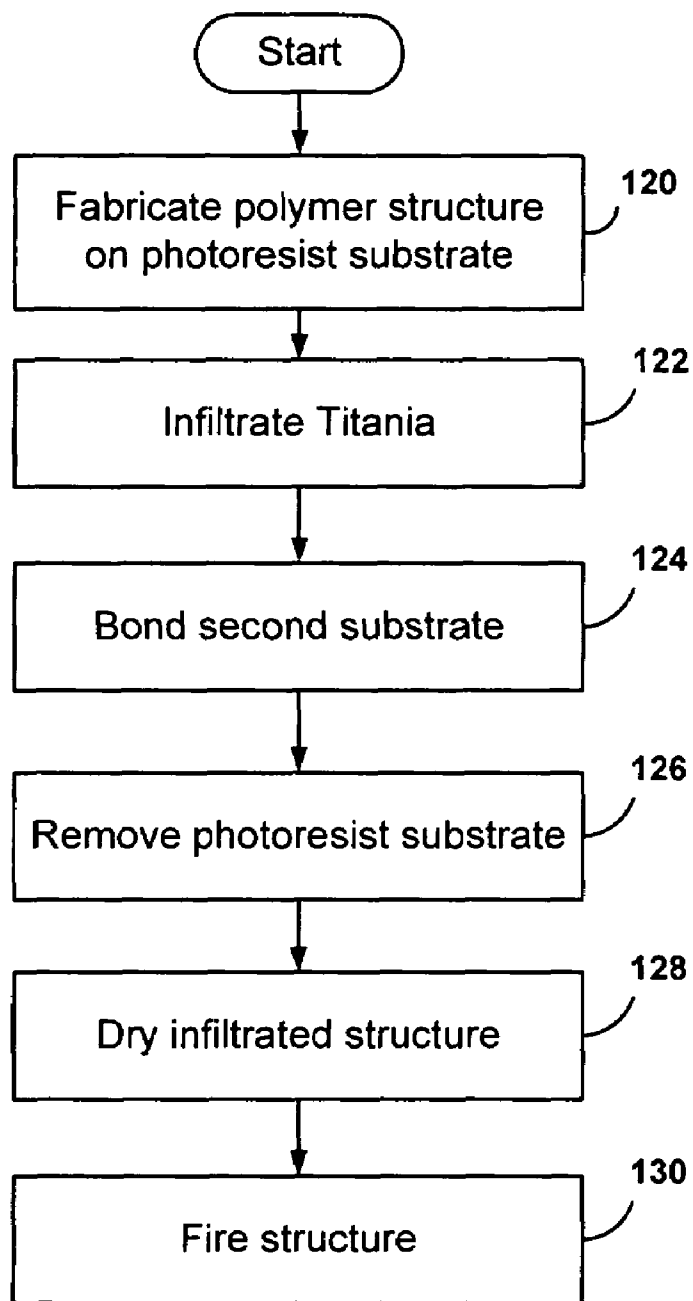 Start
Fabricate polymer structure
on photoresist substrate
120
Infiltrate Titania
122
Bond second substrate
124
Remove photoresist substrate
126
Dry infiltrated structure
128
Fire structure
130